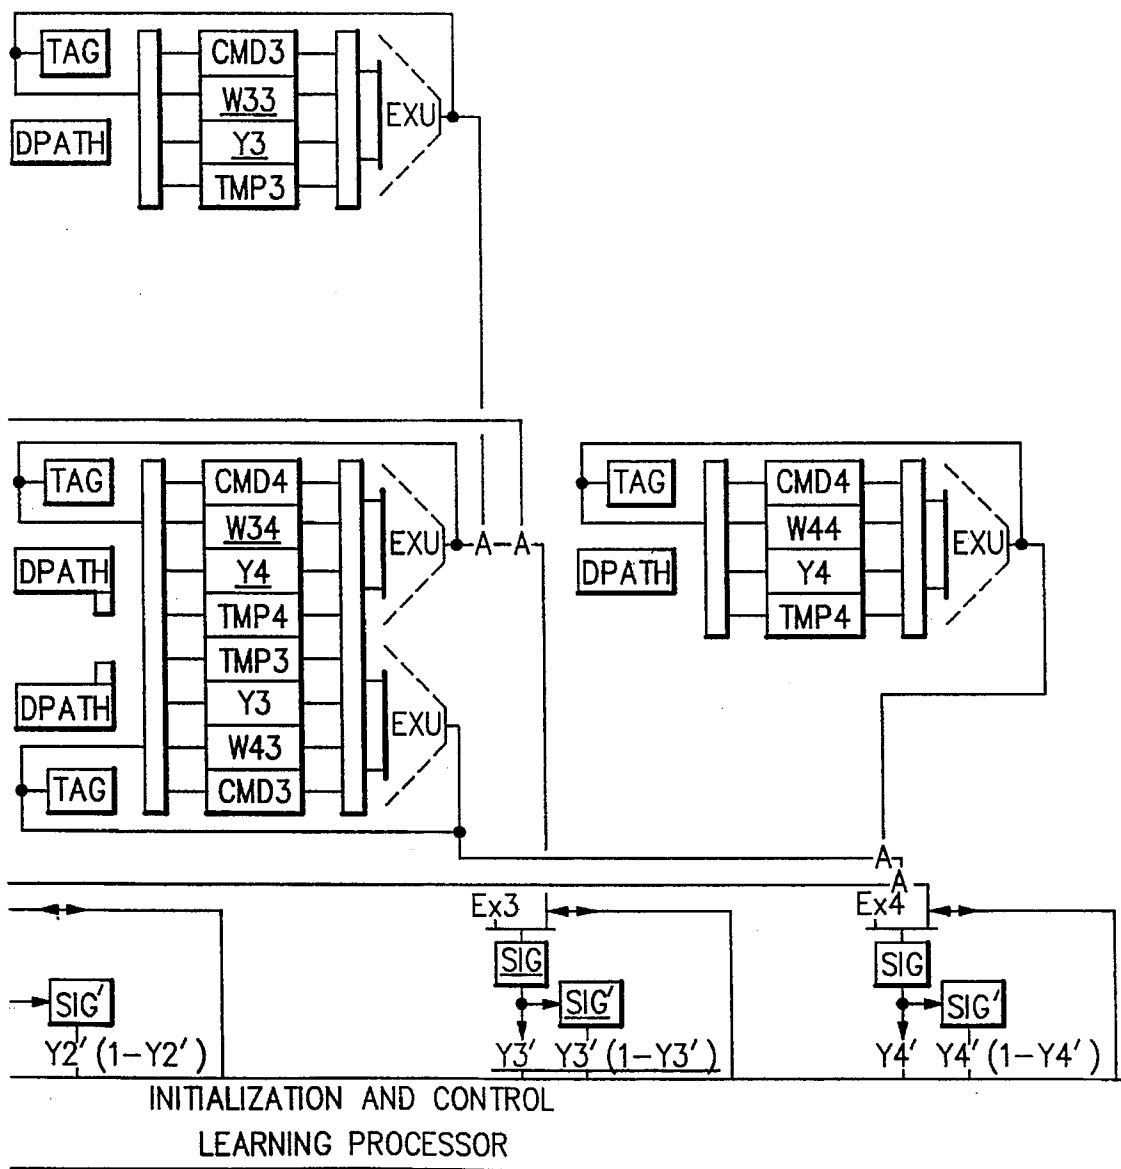 TAG
CMD3
W33
EXU
DPATH
Y3
TMP3
TAG
CMD4
W34
EXU
A
A
DPATH
Y4
TMP4
TMP3
DPATH
Y3
EXU
W43
TAG
CMD3
TAG
CMD4
W44
EXU
DPATH
Y4
TMP4
A
A
Ex3
Ex4
SIG
SIG
SIG'
SIG'
SIG'
Y2' (1-Y2')
Y3'
Y3' (1-Y3')
Y4'
Y4' (1-Y4')
INITIALIZATION AND CONTROL
LEARNING PROCESSOR